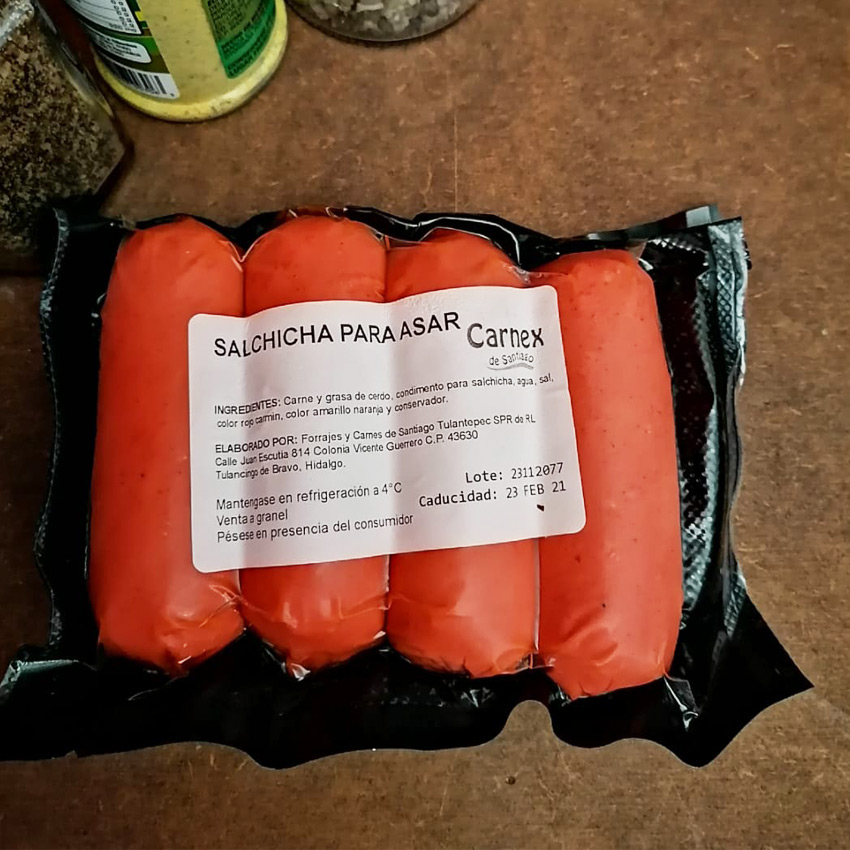 SALCHICHA PARA ASAR
Carnex
de Santiago
INGREDIENTES: Carne y grasa de cerdo, condimento para salchicha, agua, sal,
color rojo carmin, color amarillo naranja y conservador.
ELABORADO POR: Forrajes y Carnes de Santiago Tulantepec SPR de RL
Calle Juan Escutia 814 Colonia Vicente Guerrero C.P. 43630
Tulancingo de Bravo, Hidalgo.
Mantengase en refrigeración a 4°C
Venta a granel
Pésese en presencia del consumidor
Lote: 23112077
Caducidad: 23 FEB 21